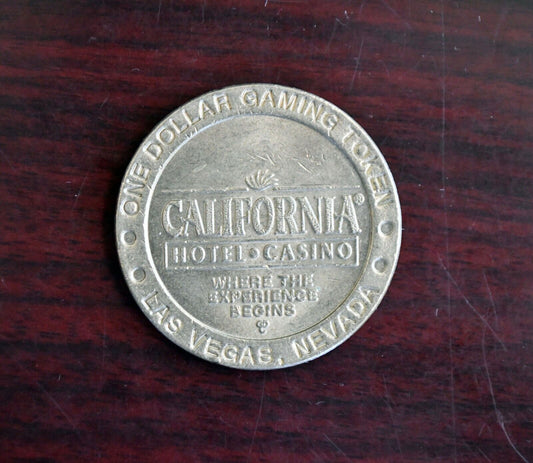 ONE DOLLAR GAMING TOKEN
CALIFORNIA®
HOTEL • CASINO
WHERE THE
EXPERIENCE
BEGINS
LAS VEGAS, NEVADA